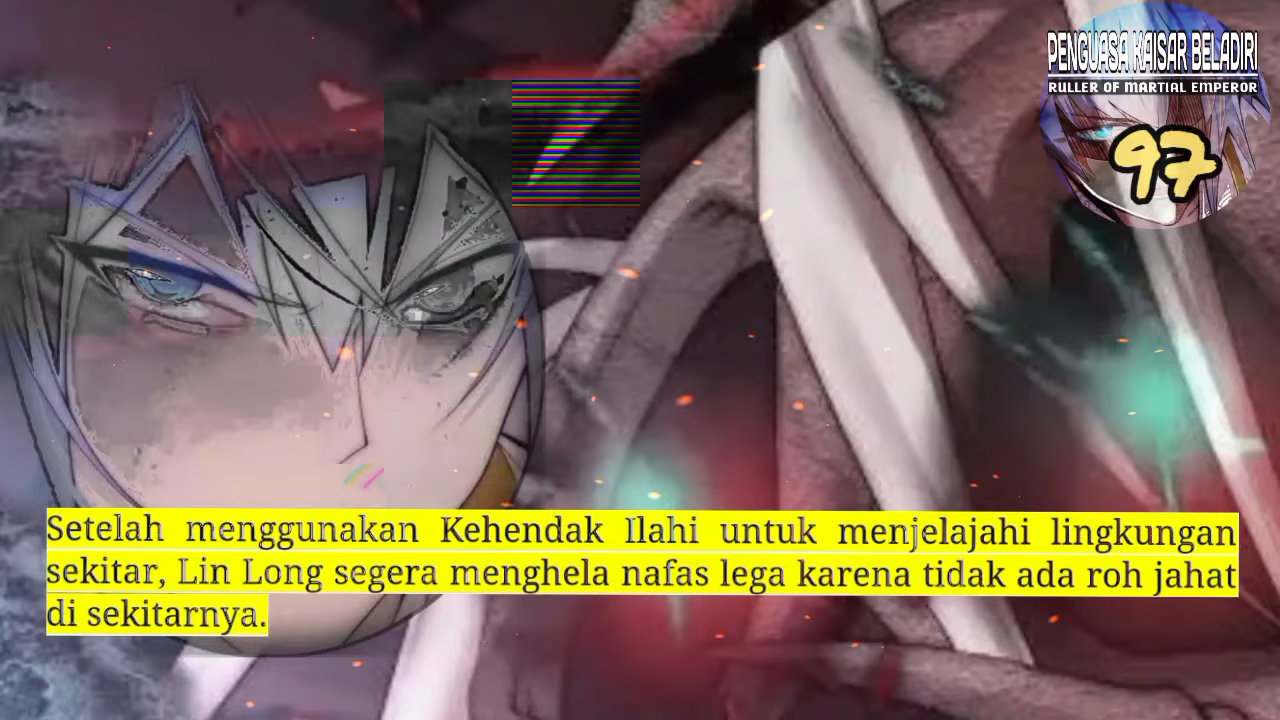 PENGUASA KAISAR BELADIRI
RULLER OF MARTIAL EMPEROR
97
Setelah menggunakan Kehendak Ilahi untuk menjelajahi lingkungan
sekitar, Lin Long segera menghela nafas lega karena tidak ada roh jahat
di sekitarnya.